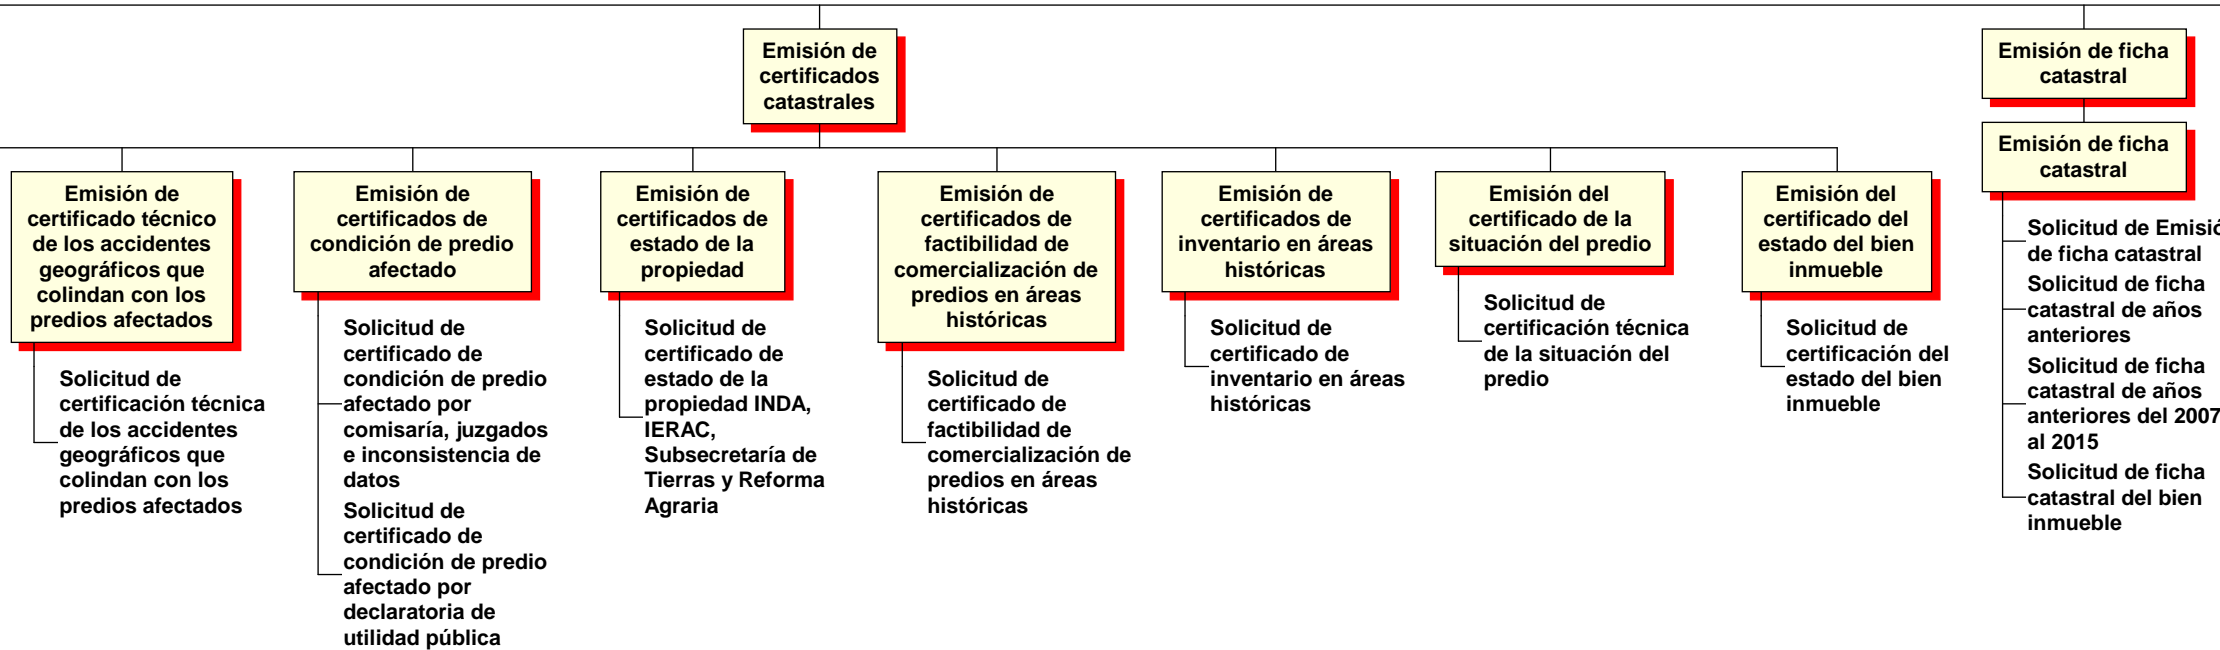 Emisión de
certificados
catastrales
Emisión de ficha
catastral
Emisión de
certificado técnico
de los accidentes
geográficos que
colindan con los
predios afectados
Solicitud de
certificación técnica
de los accidentes
geográficos que
colindan con los
predios afectados
Emisión de
certificados de
condición de predio
afectado
Solicitud de
certificado de
condición de predio
afectado por
comisaría, juzgados
e inconsistencia de
datos
Solicitud de
certificado de
condición de predio
afectado por
declaratoria de
utilidad pública
Emisión de
certificados de
estado de la
propiedad
Solicitud de
certificado de
estado de la
propiedad INDA,
IERAC,
Subsecretaría de
Tierras y Reforma
Agraria
Emisión de
certificados de
factibilidad de
comercialización de
predios en áreas
históricas
Solicitud de
certificado de
factibilidad de
comercialización de
predios en áreas
históricas
Emisión de
certificados de
inventario en áreas
históricas
Solicitud de
certificado de
inventario en áreas
históricas
Emisión del
certificado de la
situación del predio
Solicitud de
certificación técnica
de la situación del
predio
Emisión del
certificado del
estado del bien
inmueble
Solicitud de
certificación del
estado del bien
inmueble
Emisión de ficha
catastral
Solicitud de Emisió
de ficha catastral
Solicitud de ficha
catastral de años
anteriores
Solicitud de ficha
catastral de años
anteriores del 2007
al 2015
Solicitud de ficha
catastral del bien
inmueble